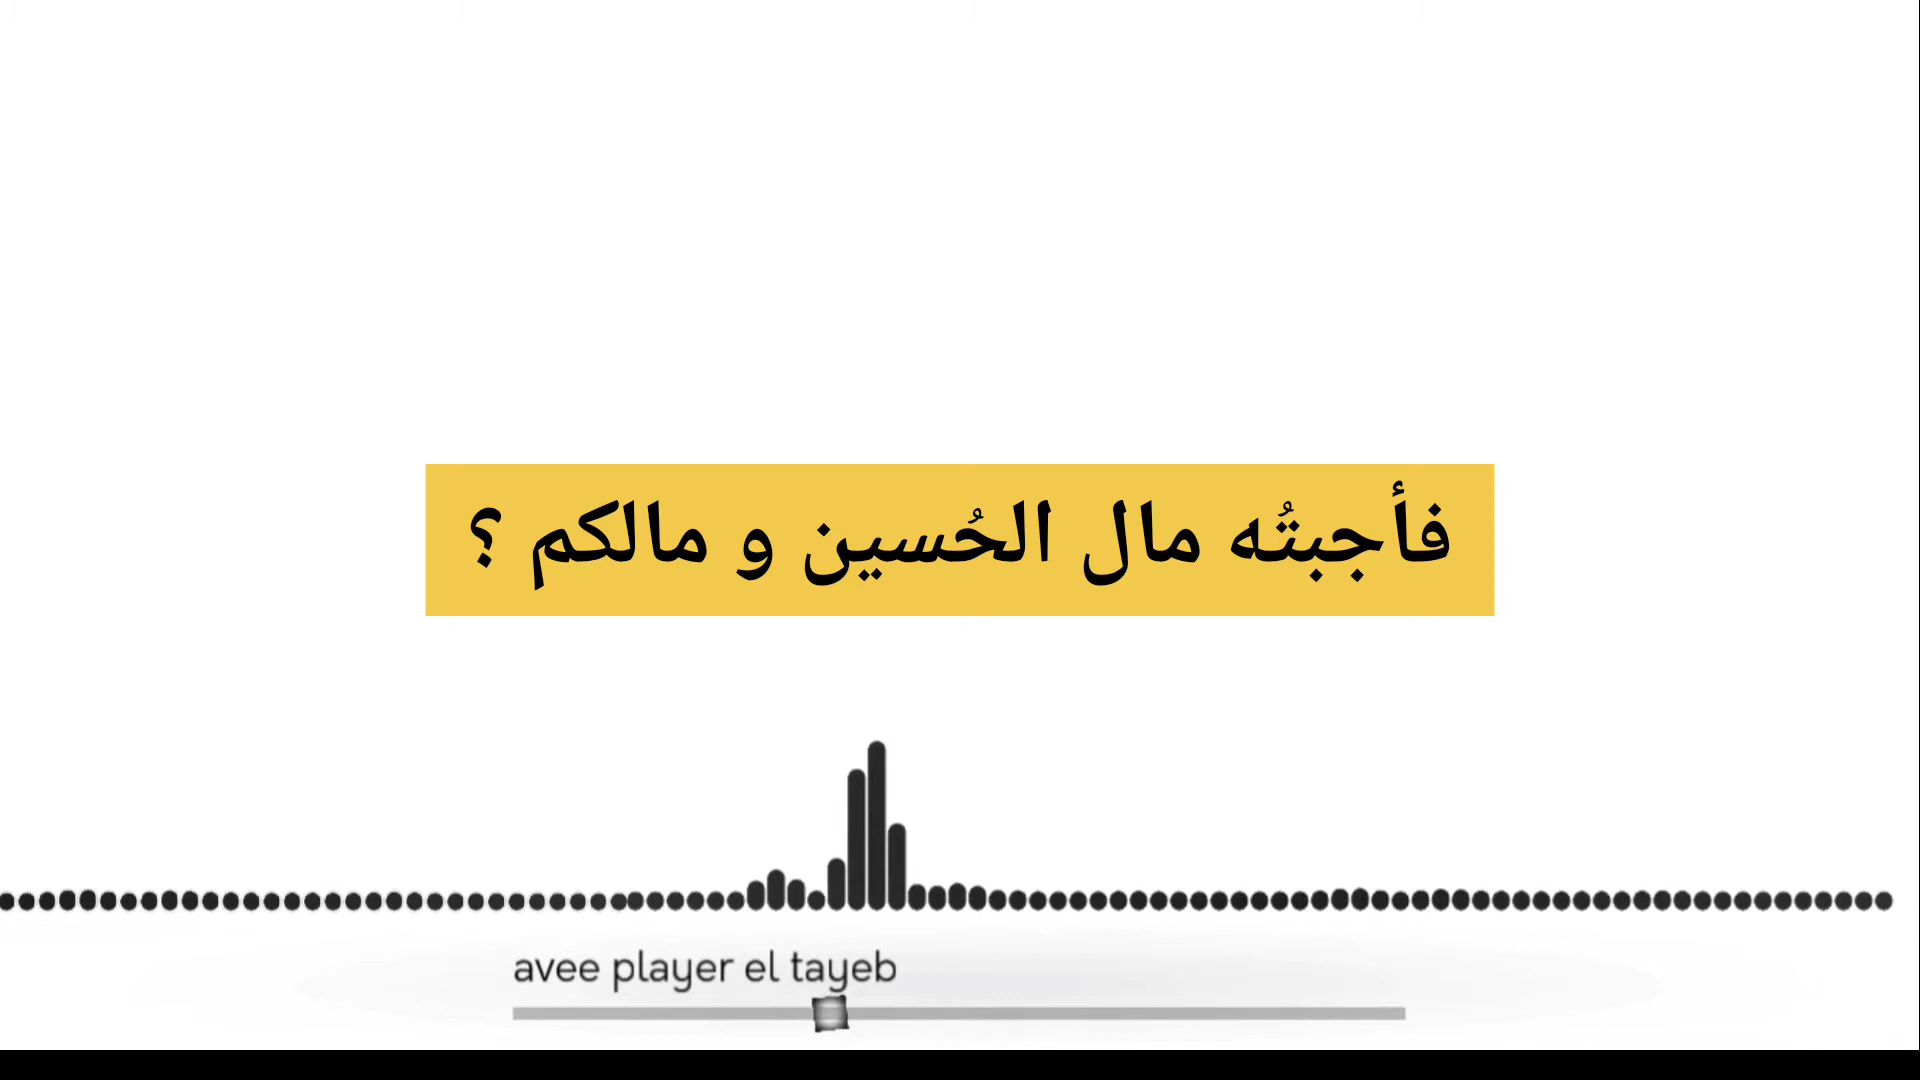 فأجبتُه مال الحُسين و مالكم ؟
avee player el tayeb